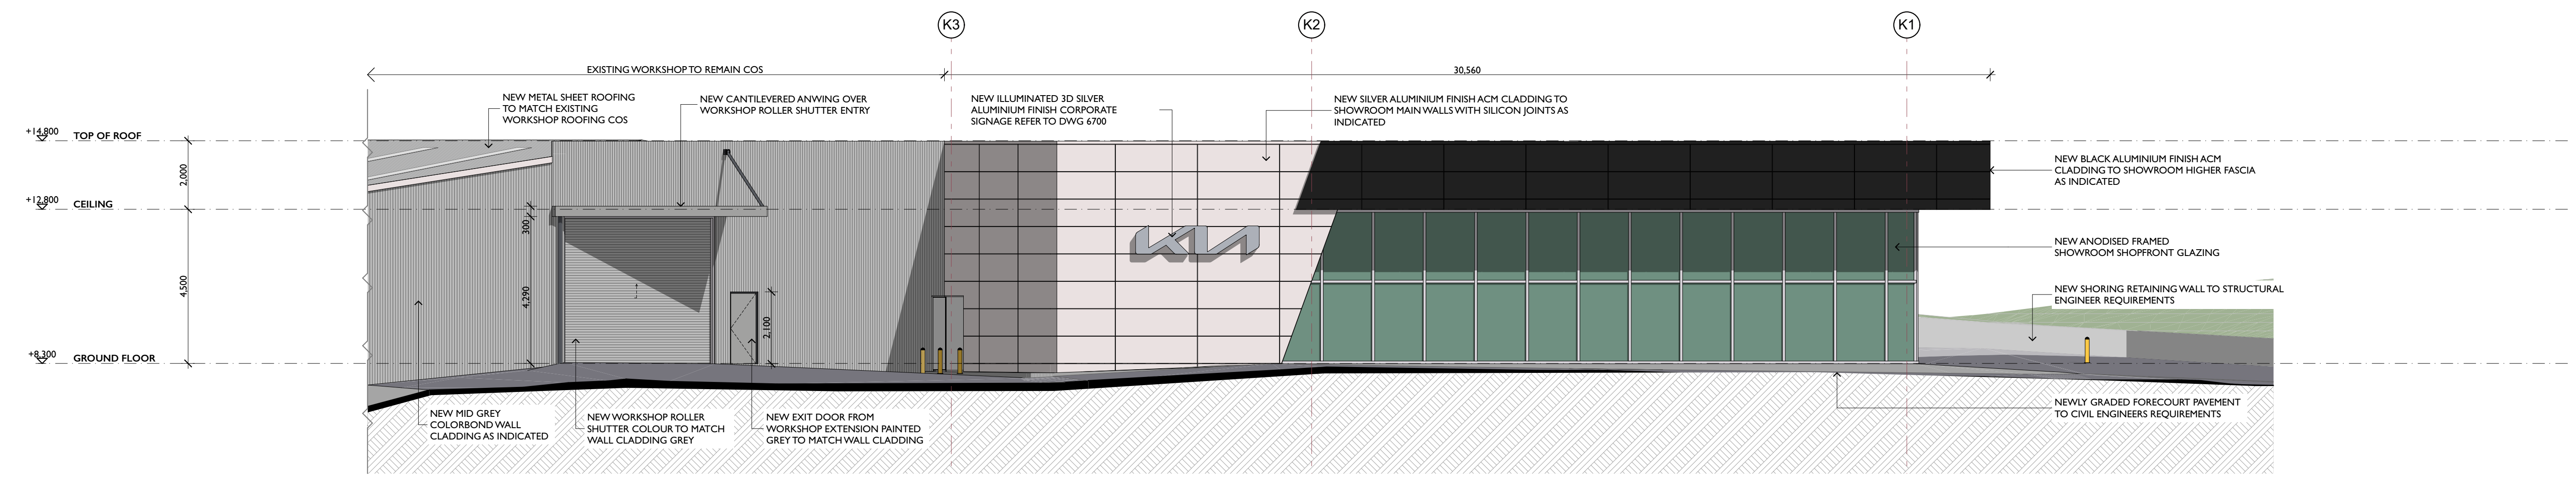 K3
K2
K1
EXISTING WORKSHOP TO REMAIN COS
30,560
NEW METAL SHEET ROOFING
TO MATCH EXISTING
WORKSHOP ROOFING COS
NEW CANTILEVERED ANWING OVER
WORKSHOP ROLLER SHUTTER ENTRY
NEW ILLUMINATED 3D SILVER
ALUMINIUM FINISH CORPORATE
SIGNAGE REFER TO DWG 6700
NEW SILVER ALUMINIUM FINISH ACM CLADDING TO
SHOWROOM MAIN WALLS WITH SILICON JOINTS AS
INDICATED
+14,800
TOP OF ROOF
2,000
NEW BLACK ALUMINIUM FINISH ACM
CLADDING TO SHOWROOM HIGHER FASCIA
AS INDICATED
+12,800
CEILING
300
KIA
NEW ANODISED FRAMED
SHOWROOM SHOPFRONT GLAZING
4,500
4,290
2,100
NEW SHORING RETAINING WALL TO STRUCTURAL
ENGINEER REQUIREMENTS
+8,300
GROUND FLOOR
NEW MID GREY
COLORBOND WALL
CLADDING AS INDICATED
NEW WORKSHOP ROLLER
SHUTTER COLOUR TO MATCH
WALL CLADDING GREY
NEW EXIT DOOR FROM
WORKSHOP EXTENSION PAINTED
GREY TO MATCH WALL CLADDING
NEWLY GRADED FORECOURT PAVEMENT
TO CIVIL ENGINEERS REQUIREMENTS